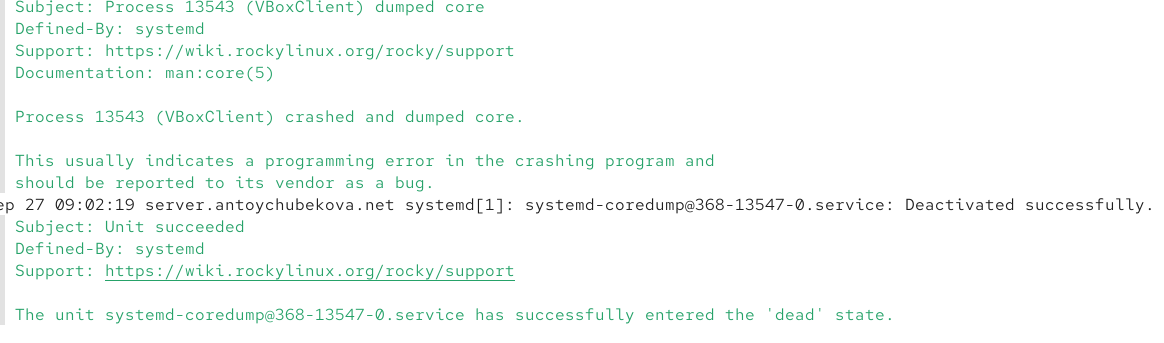 Subject: Process 13543 (VBoxClient) dumped core
Defined-By: systemd
Support: https://wiki.rockylinux.org/rocky/support
Documentation: man:core(5)
Process 13543 (VBoxClient) crashed and dumped core.
This usually indicates a programming error in the crashing program and
should be reported to its vendor as a bug.
ep 27 09:02:19 server.antoychubekova.net systemd[1]: systemd-coredump@368-13547-0.service: Deactivated successfully.
Subject: Unit succeeded
Defined-By: systemd
Support: https://wiki.rockylinux.org/rocky/support
The unit systemd-coredump@368-13547-0.service has successfully entered the 'dead' state.